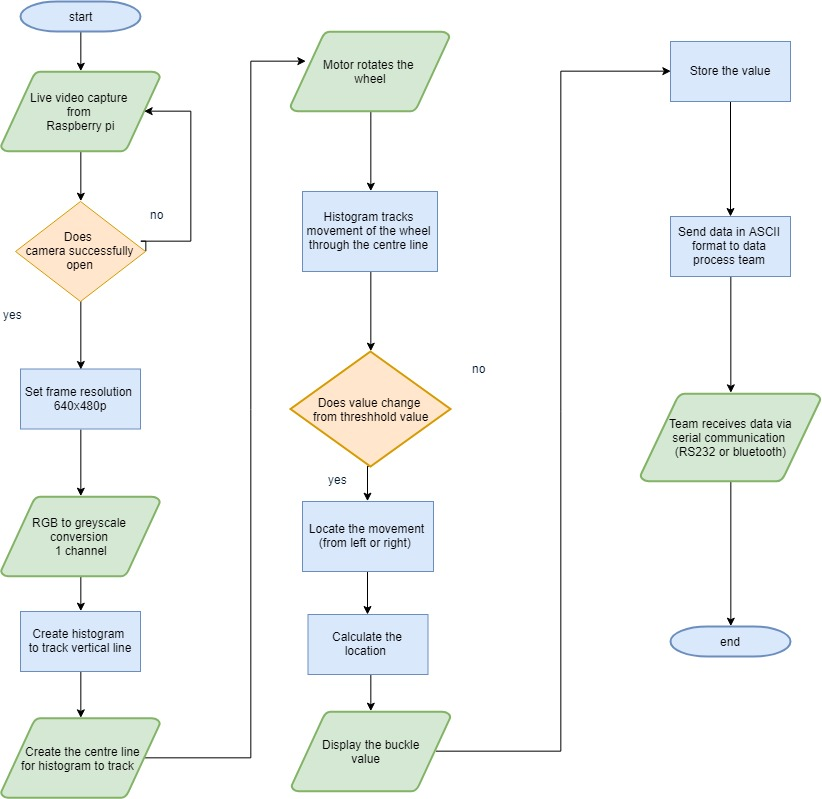 start
Live video capture
from
Raspberry pi
no
Does
camera successfully
open
yes
Set frame resolution
640x480p
RGB to greyscale
conversion
1 channel
Create histogram
to track vertical line
Create the centre line
for histogram to track
Motor rotates the
wheel
Histogram tracks
movement of the wheel
through the centre line
no
Does value change
from threshhold value
yes
Locate the movement
(from left or right)
Calculate the
location
Display the buckle
value
Store the value
Send data in ASCII
format to data
process team
Team receives data via
serial communication
(RS232 or bluetooth)
end